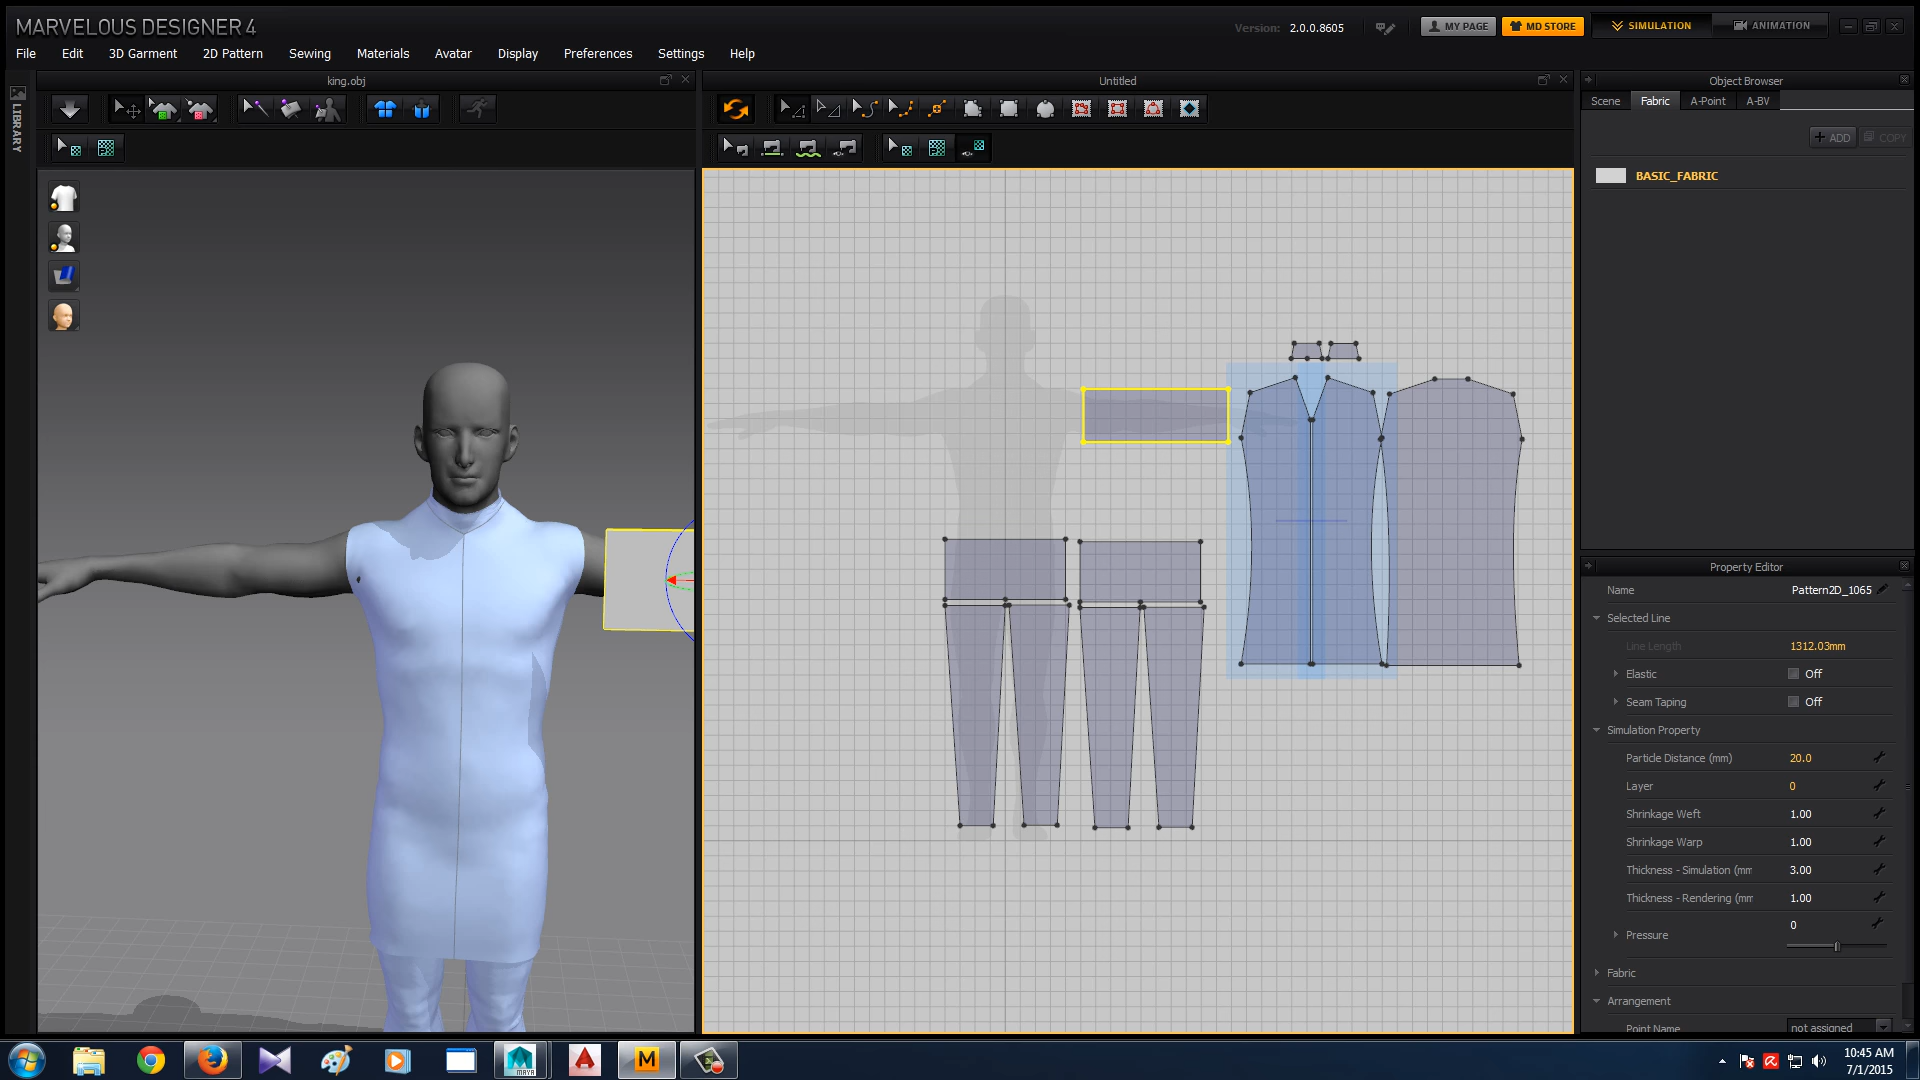 MARVELOUS DESIGNER 4
Version: 2.0.0.8605
MY PAGE
MD STORE
SIMULATION
ANIMATION
File Edit 3D Garment 2D Pattern Sewing Materials Avatar Display Preferences Settings Help
LIBRARY
king.obj
Untitled
Object Browser
Scene Fabric A-Point A-BV
+ ADD COPY
BASIC_FABRIC
Property Editor
Name Pattern2D_1065
Selected Line
Line Length 1312.03mm
Elastic Off
Seam Taping Off
Simulation Property
Particle Distance (mm) 20.0
Layer 0
Shrinkage Weft 1.00
Shrinkage Warp 1.00
Thickness - Simulation (mm 3.00
Thickness - Rendering (mm 1.00
Pressure 0
Fabric
Arrangement
Point Name not assigned
MAYA
M
10:45 AM
7/1/2015